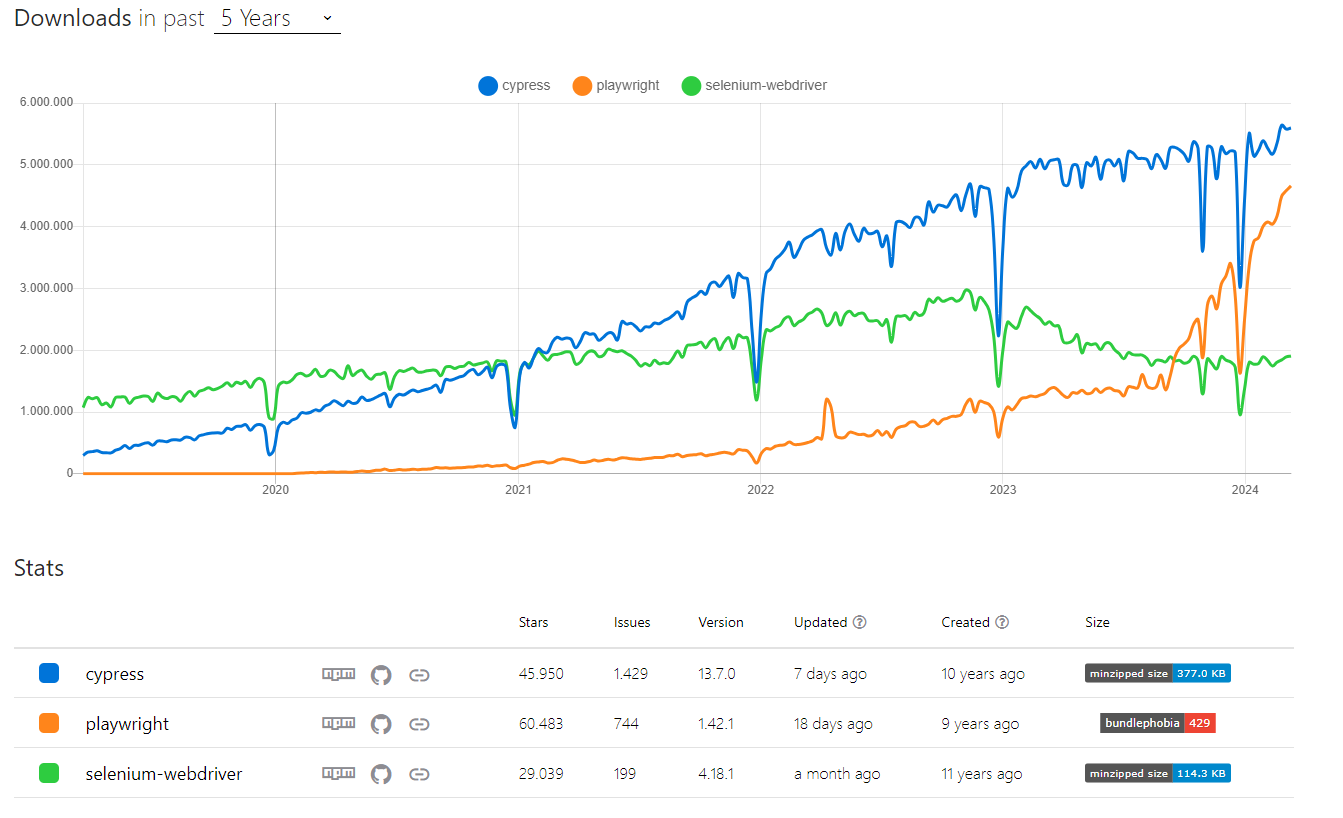 Downloads in past 5 Years
cypress playwright selenium-webdriver
6.000.000
5.000.000
4.000.000
3.000.000
2.000.000
1.000.000
0
2020 2021 2022 2023 2024
Stats
Stars Issues Version Updated ? Created ? Size
cypress npm 45.950 1.429 13.7.0 7 days ago 10 years ago minzipped size 377.0 KB
playwright npm 60.483 744 1.42.1 18 days ago 9 years ago bundlephobia 429
selenium-webdriver npm 29.039 199 4.18.1 a month ago 11 years ago minzipped size 114.3 KB